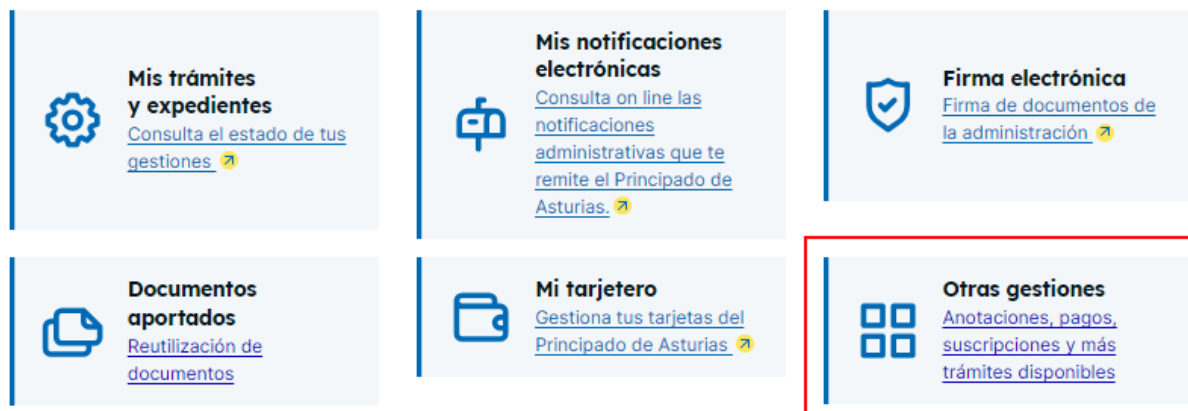 Mis trámites
y expedientes
Consulta el estado de tus
gestiones
Mis notificaciones
electrónicas
Consulta on line las
notificaciones
administrativas que te
remite el Principado de
Asturias.
Firma electrónica
Firma de documentos de
la administración
Documentos
aportados
Reutilización de
documentos
Mi tarjetero
Gestiona tus tarjetas del
Principado de Asturias
Otras gestiones
Anotaciones, pagos,
suscripciones y más
trámites disponibles